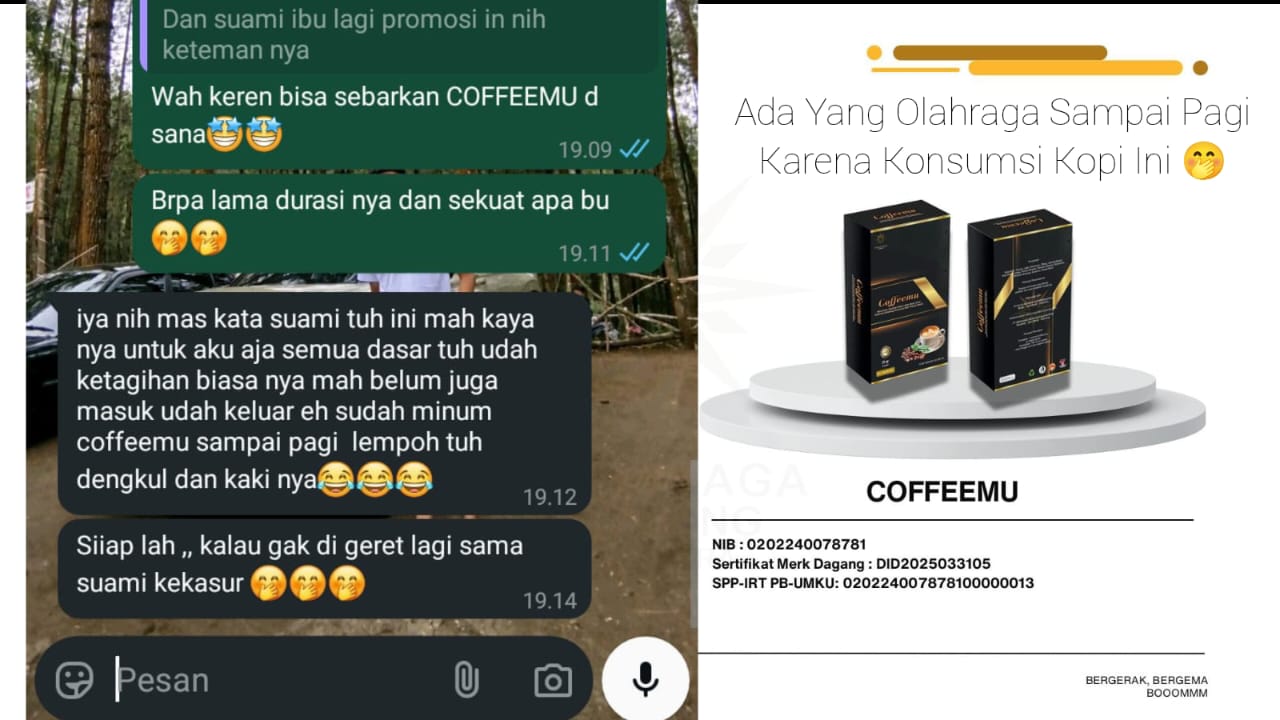 Dan suami ibu lagi promosi in nih
keteman nya
Wah keren bisa sebarkan COFFEEMU d
sana🤩🤩
19.09
Brpa lama durasi nya dan sekuat apa bu
🤭🤭
19.11
iya nih mas kata suami tuh ini mah kaya
nya untuk aku aja semua dasar tuh udah
ketagihan biasa nya mah belum juga
masuk udah keluar eh sudah minum
coffeemu sampai pagi lempoh tuh
dengkul dan kaki nya😂😂😂
19.12
Siiap lah ,, kalau gak di geret lagi sama
suami kekasur 🤭🤭🤭
19.14
Pesan
Ada Yang Olahraga Sampai Pagi
Karena Konsumsi Kopi Ini 🤭
Coffeemu
Coffeemu
Coffeemu
Coffeemu
Coffeemu
COFFEEMU
NIB : 0202240078781
Sertifikat Merk Dagang : DID2025033105
SPP-IRT PB-UMKU: 020224007878100000013
BERGERAK, BERGEMA
BOOOMMM